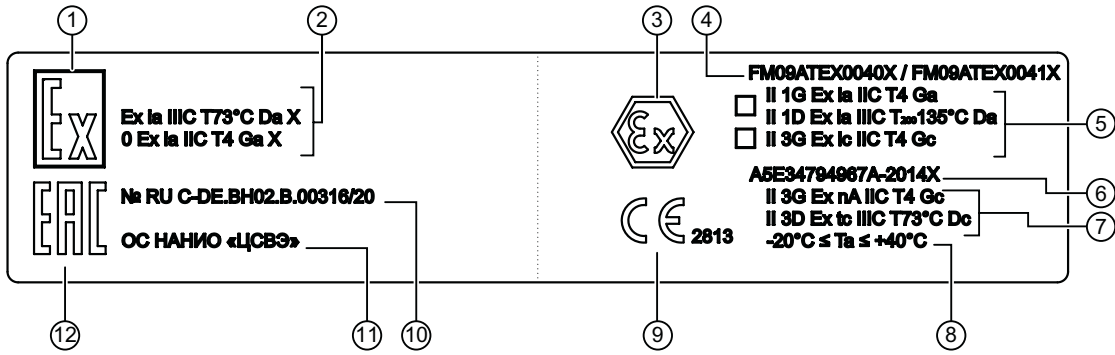 ① ② ③ ④
Ex
Ex ia IIIC T73°C Da X
0 Ex ia IIC T4 Ga X
EAC
№ RU C-DE.BH02.B.00316/20
ОС НАНИО «ЦСВЭ»
Ex
CE 2813
FM09ATEX0040X / FM09ATEX0041X
II 1G Ex ia IIC T4 Ga
II 1D Ex ia IIIC T₂₀₀135°C Da
II 3G Ex ic IIC T4 Gc
A5E34794967A-2014X
II 3G Ex nA IIC T4 Gc
II 3D Ex tc IIIC T73°C Dc
-20°C ≤ Ta ≤ +40°C
⑤
⑥
⑦
⑫ ⑪ ⑩ ⑨ ⑧